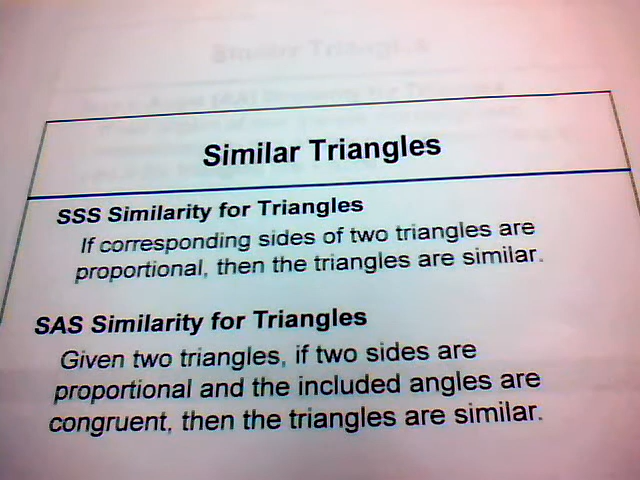 Similar Triangles
SSS Similarity for Triangles
If corresponding sides of two triangles are
proportional, then the triangles are similar.
SAS Similarity for Triangles
Given two triangles, if two sides are
proportional and the included angles are
congruent, then the triangles are similar.